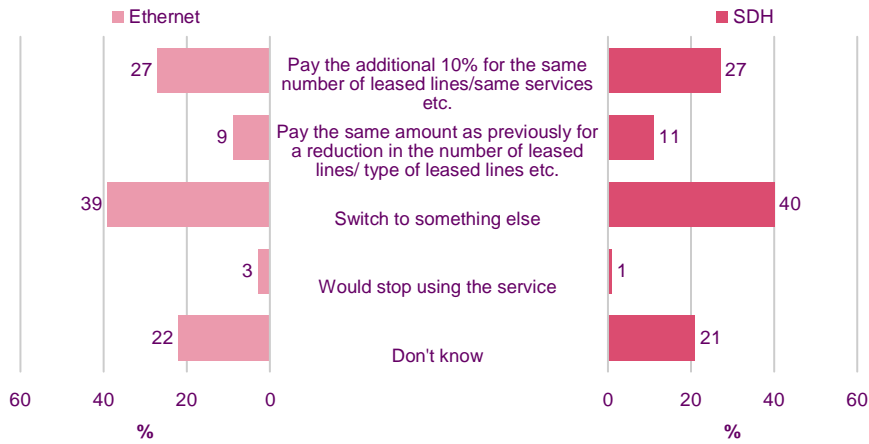 Ethernet
SDH
27
Pay the additional 10% for the same
number of leased lines/same services
etc.
27
9
Pay the same amount as previously for
a reduction in the number of leased
lines/ type of leased lines etc.
11
39
Switch to something else
40
3
Would stop using the service
1
22
Don't know
21
60 40 20 0
0 20 40 60
%
%